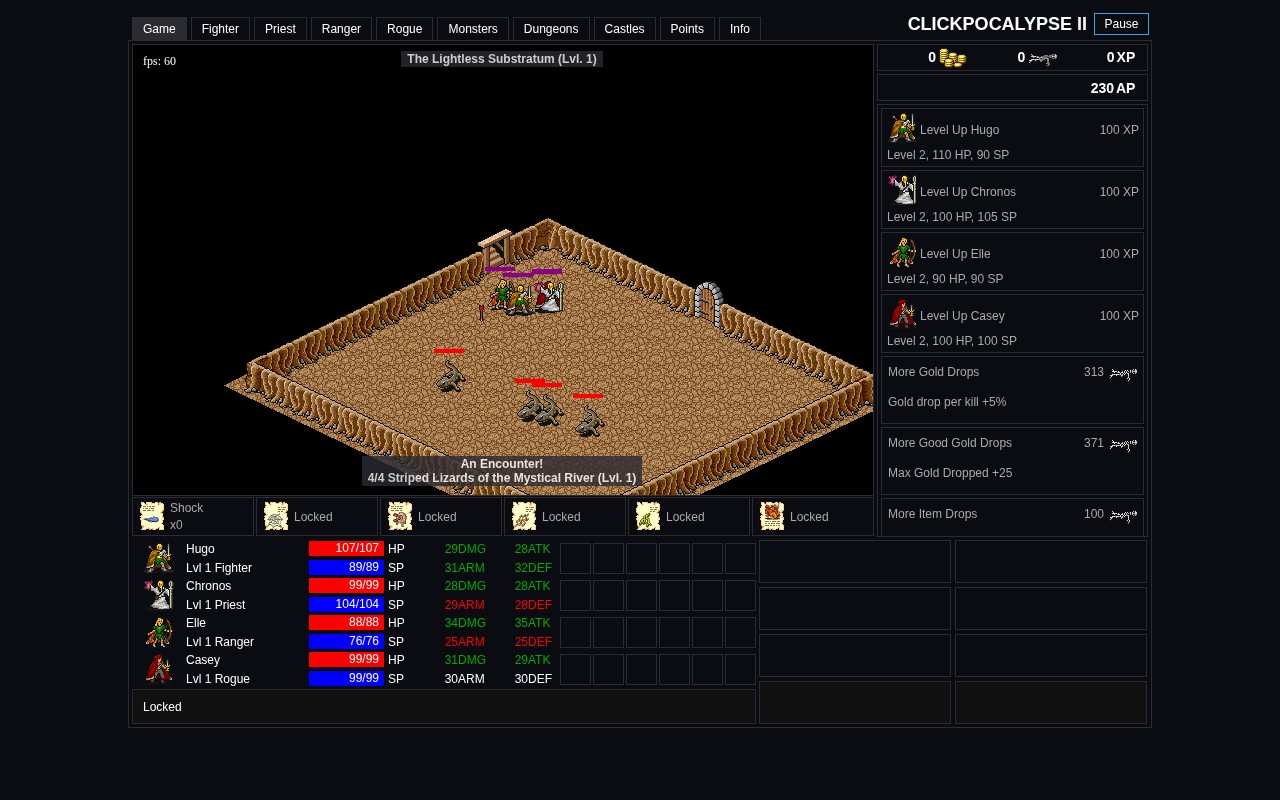 Game Fighter Priest Ranger Rogue Monsters Dungeons Castles Points Info
CLICKPOCALYPSE II Pause
fps: 60
The Lightless Substratum (Lvl. 1)
0 0 0 XP
230 AP
Level Up Hugo 100 XP
Level 2, 110 HP, 90 SP
Level Up Chronos 100 XP
Level 2, 100 HP, 105 SP
Level Up Elle 100 XP
Level 2, 90 HP, 90 SP
Level Up Casey 100 XP
Level 2, 100 HP, 100 SP
More Gold Drops 313
Gold drop per kill +5%
More Good Gold Drops 371
Max Gold Dropped +25
More Item Drops 100
An Encounter!
4/4 Striped Lizards of the Mystical River (Lvl. 1)
Shock
x0
Locked
Locked
Locked
Locked
Locked
Hugo 107/107 HP 29DMG 28ATK
Lvl 1 Fighter 89/89 SP 31ARM 32DEF
Chronos 99/99 HP 28DMG 28ATK
Lvl 1 Priest 104/104 SP 29ARM 28DEF
Elle 88/88 HP 34DMG 35ATK
Lvl 1 Ranger 76/76 SP 25ARM 25DEF
Casey 99/99 HP 31DMG 29ATK
Lvl 1 Rogue 99/99 SP 30ARM 30DEF
Locked